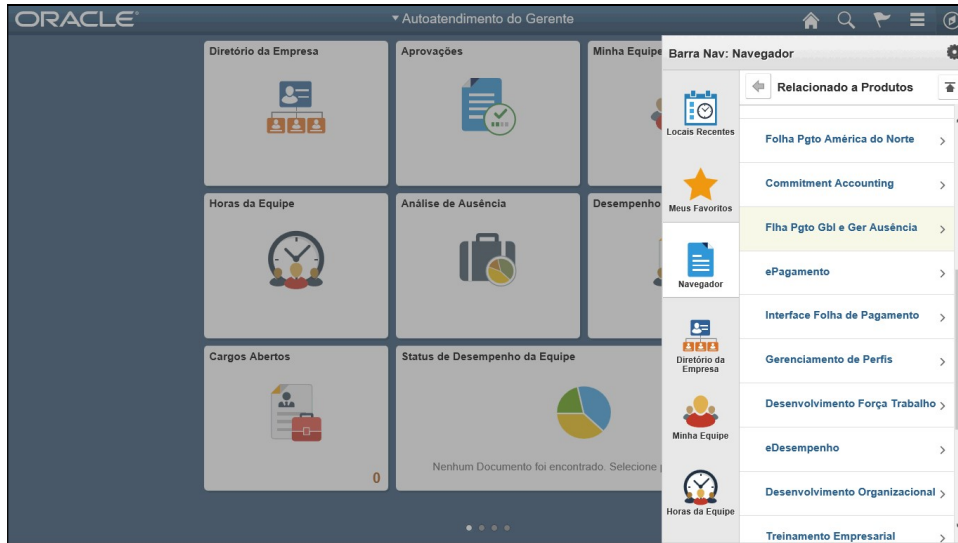 ORACLE
Autoatendimento do Gerente
Diretório da Empresa
Aprovações
Minha Equipe
Horas da Equipe
Análise de Ausência
Desempenho
Cargos Abertos
0
Status de Desempenho da Equipe
Nenhum Documento foi encontrado. Selecione
Barra Nav: Navegador
Locais Recentes
Meus Favoritos
Navegador
Diretório da
Empresa
Minha Equipe
Horas da Equipe
Relacionado a Produtos
Folha Pgto América do Norte
Commitment Accounting
Flha Pgto Gbl e Ger Ausência
ePagamento
Interface Folha de Pagamento
Gerenciamento de Perfis
Desenvolvimento Força Trabalho
eDesempenho
Desenvolvimento Organizacional
Treinamento Empresarial